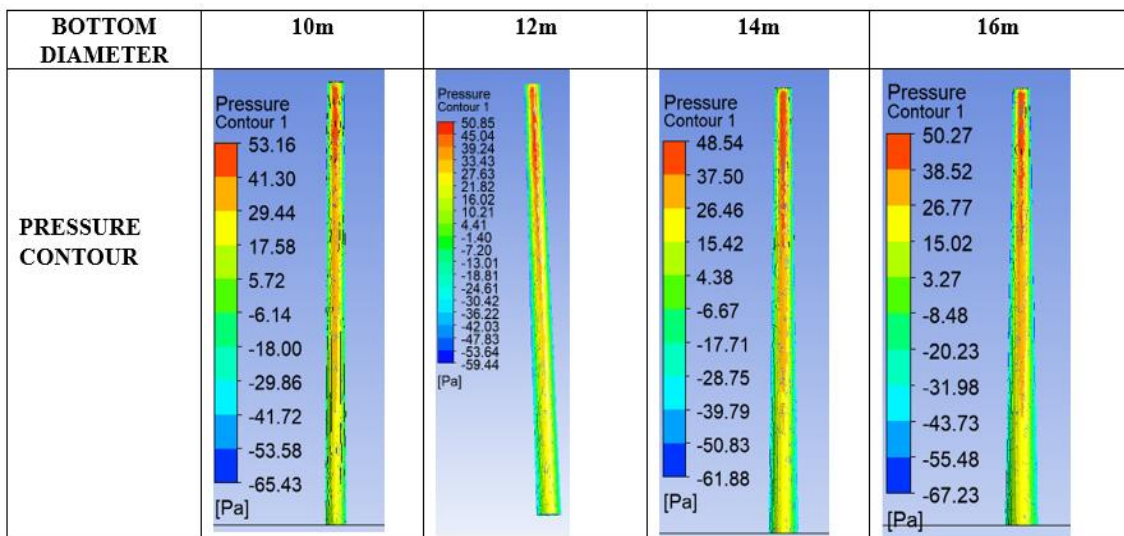 BOTTOM
DIAMETER
10m
12m
14m
16m
PRESSURE
CONTOUR
Pressure
Contour 1
53.16
41.30
29.44
17.58
5.72
-6.14
-18.00
-29.86
-41.72
-53.58
-65.43
[Pa]
Pressure
Contour 1
50.85
45.04
39.24
33.43
27.63
21.82
16.02
10.21
4.41
-1.40
-7.20
-13.01
-18.81
-24.61
-30.42
-36.22
-42.03
-47.83
-53.64
-59.44
[Pa]
Pressure
Contour 1
48.54
37.50
26.46
15.42
4.38
-6.67
-17.71
-28.75
-39.79
-50.83
-61.88
[Pa]
Pressure
Contour 1
50.27
38.52
26.77
15.02
3.27
-8.48
-20.23
-31.98
-43.73
-55.48
-67.23
[Pa]